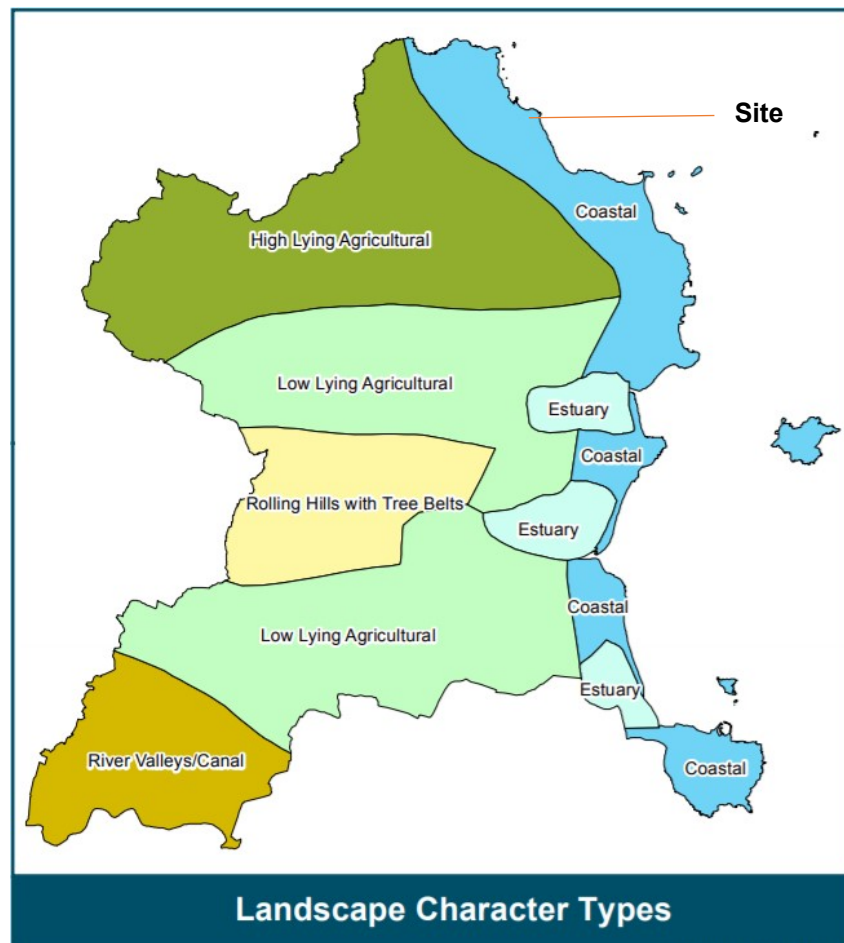 Site
Coastal
High Lying Agricultural
Low Lying Agricultural
Estuary
Coastal
Rolling Hills with Tree Belts
Estuary
Coastal
Low Lying Agricultural
Estuary
River Valleys/Canal
Coastal
Landscape Character Types